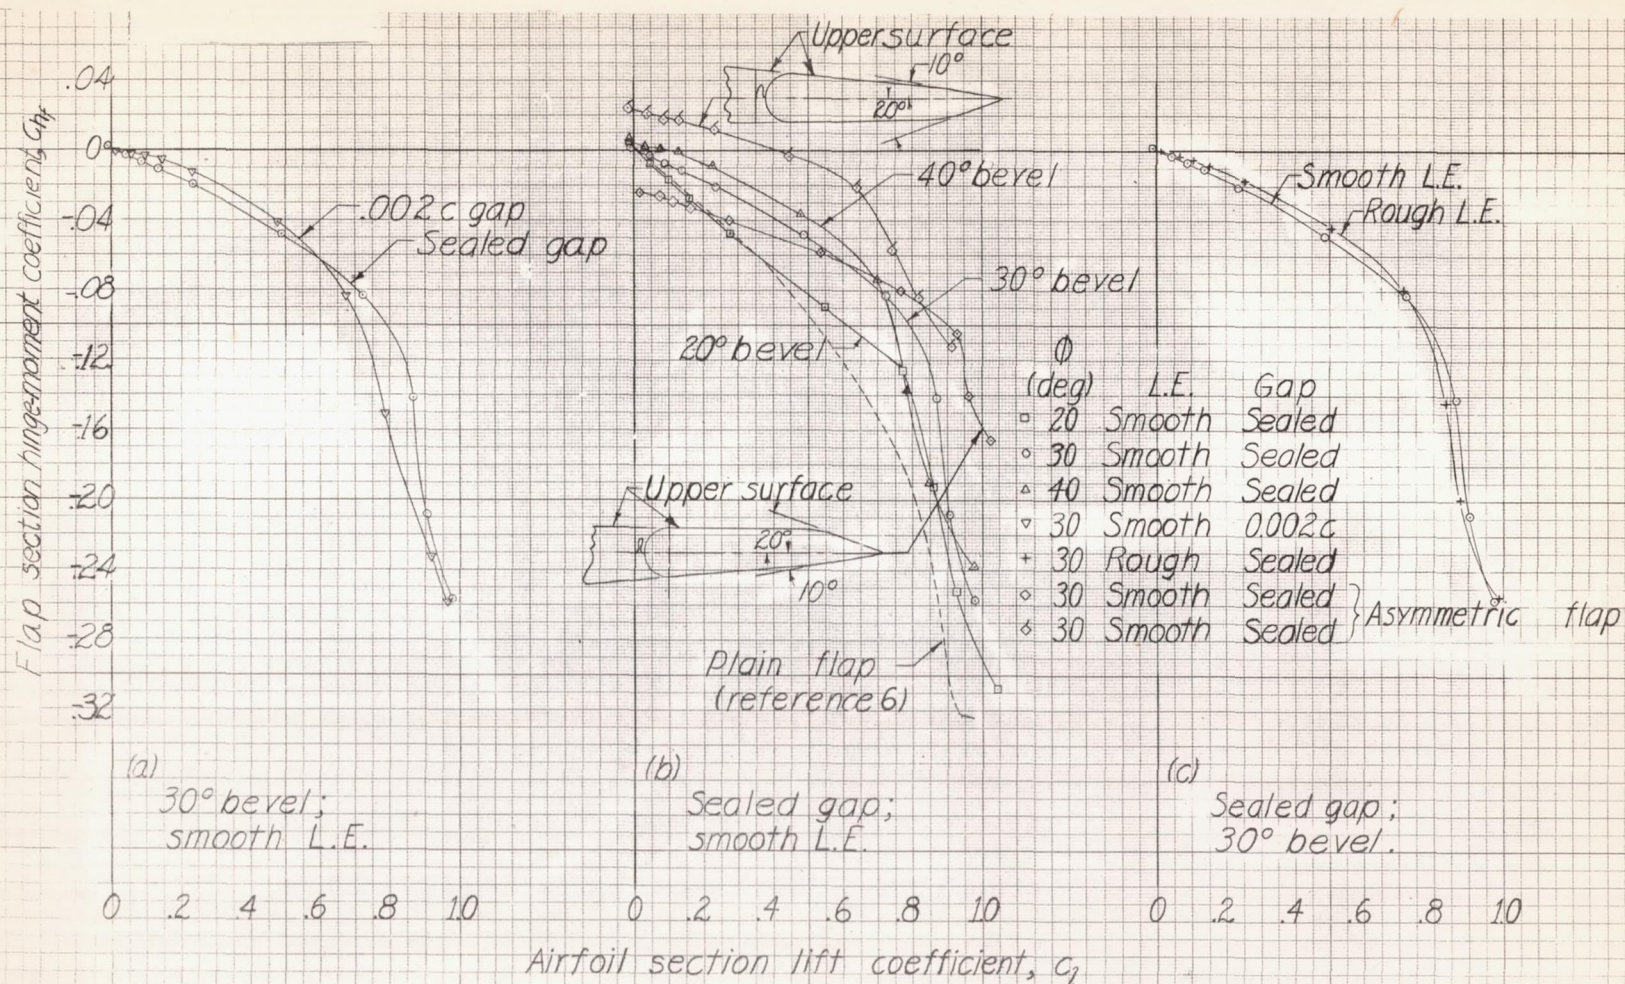 Upper surface
10°
20°
.04
0
-.04
-.08
-.12
-.16
-.20
-.24
-.28
-.32
Flap section hinge-moment coefficient, Chf
.002c gap
Sealed gap
40° bevel
30° bevel
20° bevel
Upper surface
20°
10°
Plain flap
(reference 6)
Smooth L.E.
Rough L.E.
ϕ
(deg) L.E. Gap
20 Smooth Sealed
30 Smooth Sealed
40 Smooth Sealed
30 Smooth 0.002c
30 Rough Sealed
30 Smooth Sealed
30 Smooth Sealed
Asymmetric flap
(a)
30° bevel;
smooth L.E.
(b)
Sealed gap;
smooth L.E.
(c)
Sealed gap;
30° bevel.
0 .2 .4 .6 .8 1.0
0 .2 .4 .6 .8 1.0
0 .2 .4 .6 .8 1.0
Airfoil section lift coefficient, cl